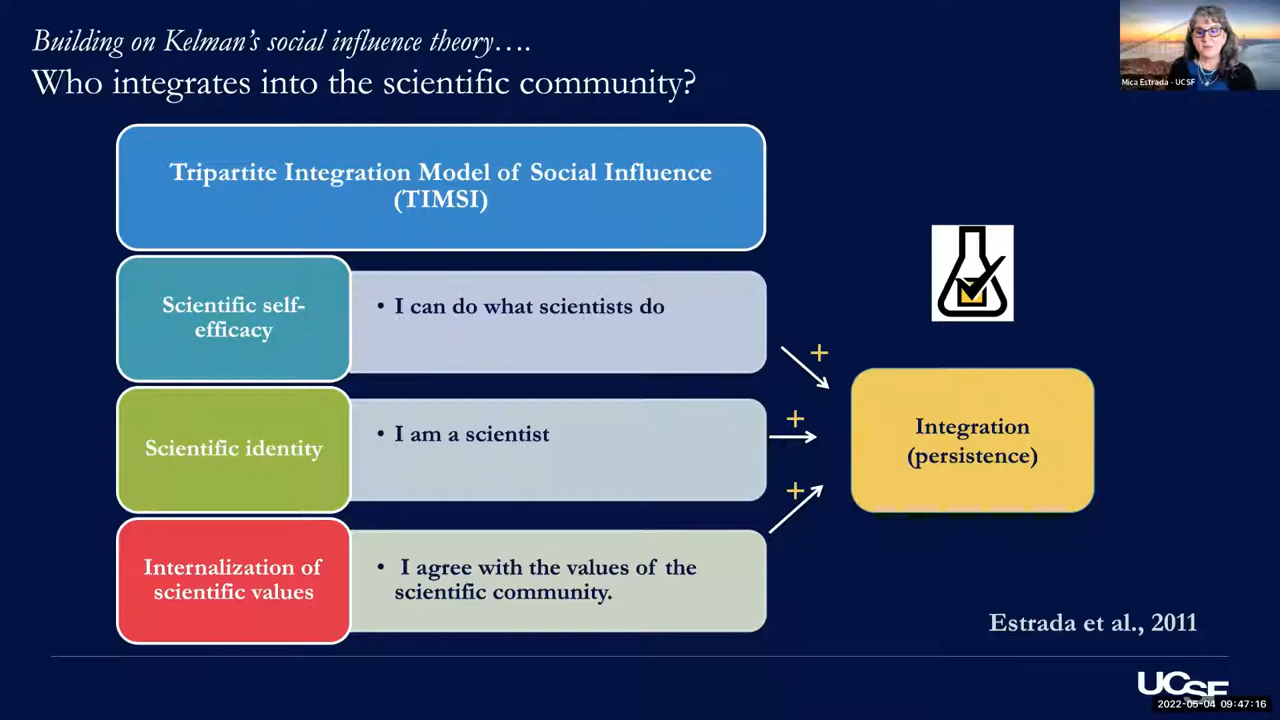 Building on Kelman's social influence theory….
Who integrates into the scientific community?
Mica Estrada - UCSF
Tripartite Integration Model of Social Influence
(TIMSI)
Scientific self-
efficacy
• I can do what scientists do
+
Scientific identity
• I am a scientist
+
Integration
(persistence)
+
Internalization of
scientific values
• I agree with the values of the
scientific community.
Estrada et al., 2011
UCSF
2022-05-04 09:47:16